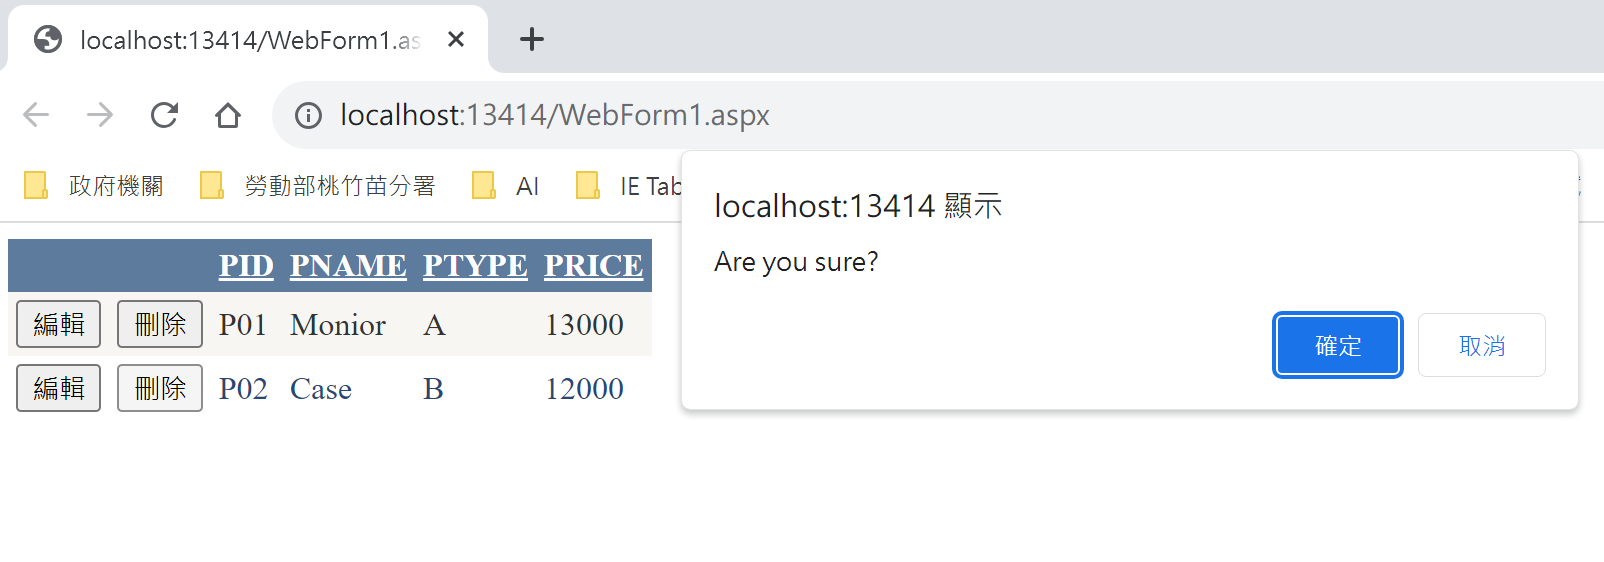 localhost:13414/WebForm1.as
localhost:13414/WebForm1.aspx
政府機關 勞動部桃竹苗分署 AI IE Tab
localhost:13414 顯示
Are you sure?
確定 取消
PID PNAME PTYPE PRICE
編輯 刪除 P01 Monior A 13000
編輯 刪除 P02 Case B 12000